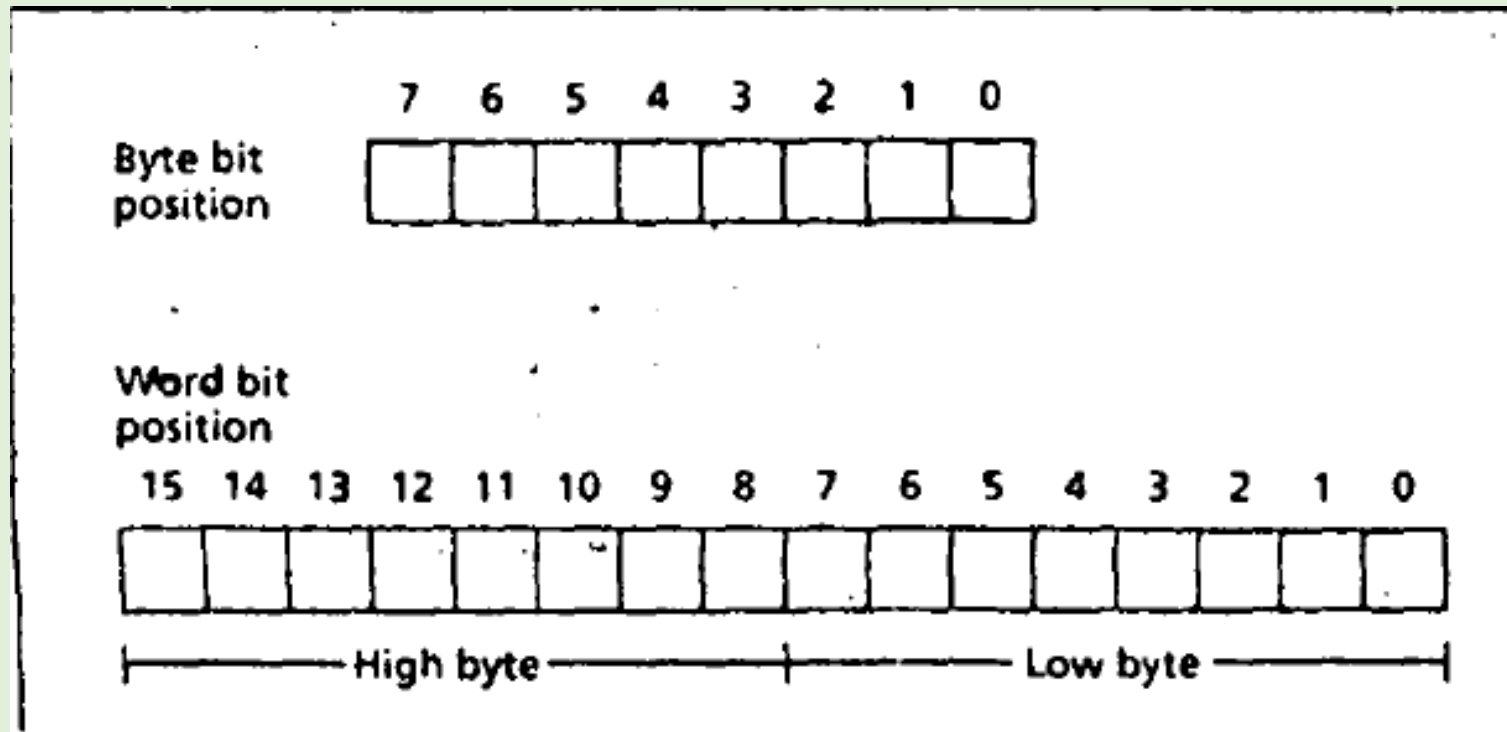 7 6 5 4 3 2 1 0
Byte bit
position
Word bit
position
15 14 13 12 11 10 9 8 7 6 5 4 3 2 1 0
High byte Low byte